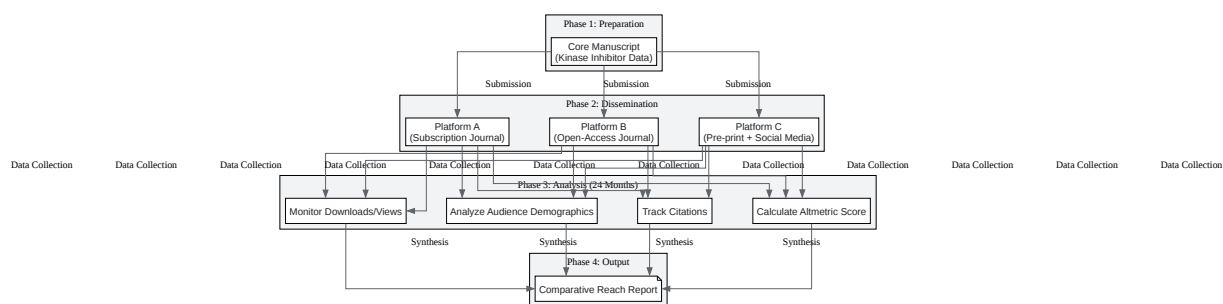 Phase 1: Preparation
Core Manuscript
(Kinase Inhibitor Data)
Submission Submission Submission
Phase 2: Dissemination
Platform A
(Subscription Journal)
Platform B
(Open-Access Journal)
Platform C
(Pre-print + Social Media)
Data Collection Data Collection Data Collection Data Collection Data Collection Data Collection Data Collection Data Collection Data Collection Data Collection Data Collection Data Collection
Phase 3: Analysis (24 Months)
Monitor Downloads/Views
Analyze Audience Demographics
Track Citations
Calculate Altmetric Score
Synthesis Synthesis Synthesis Synthesis
Phase 4: Output
Comparative Reach Report